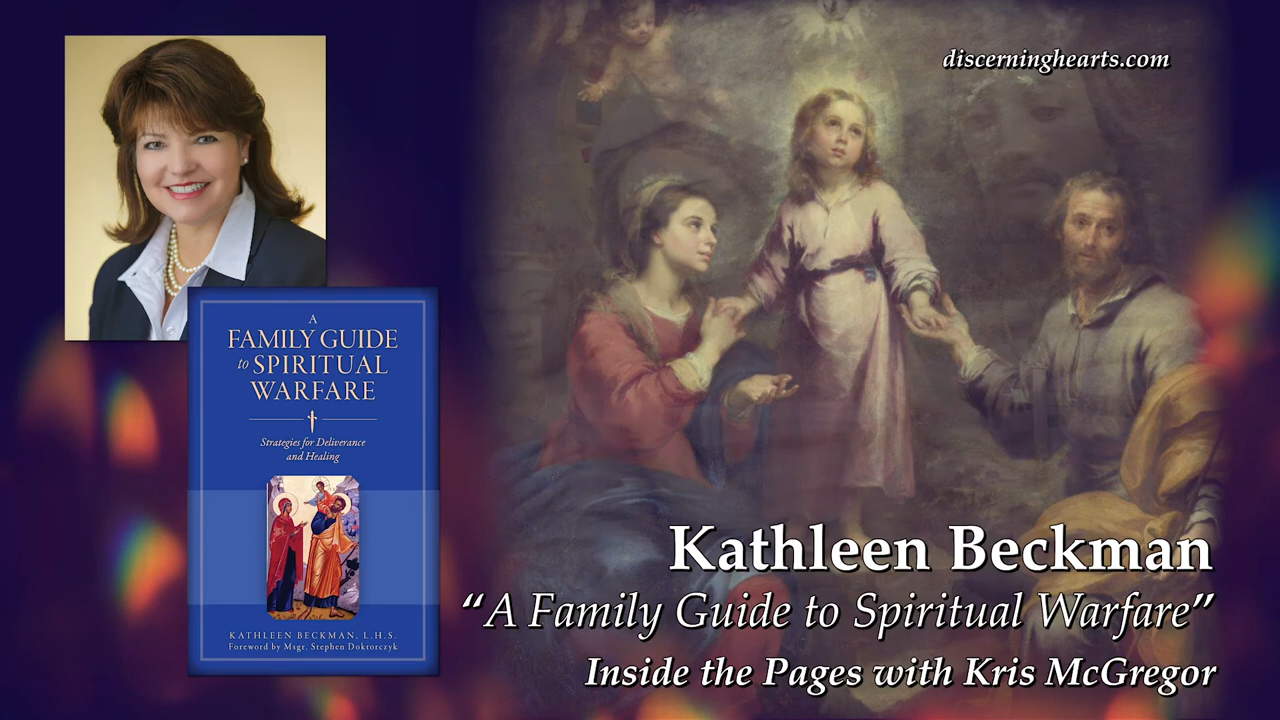 discerninghearts.com
A
FAMILY GUIDE
to SPIRITUAL
WARFARE
Strategies for Deliverance
and Healing
KATHLEEN BECKMAN, L.H.S.
Foreword by Msgr. Stephen Doktorczyk
Kathleen Beckman
“A Family Guide to Spiritual Warfare”
Inside the Pages with Kris McGregor